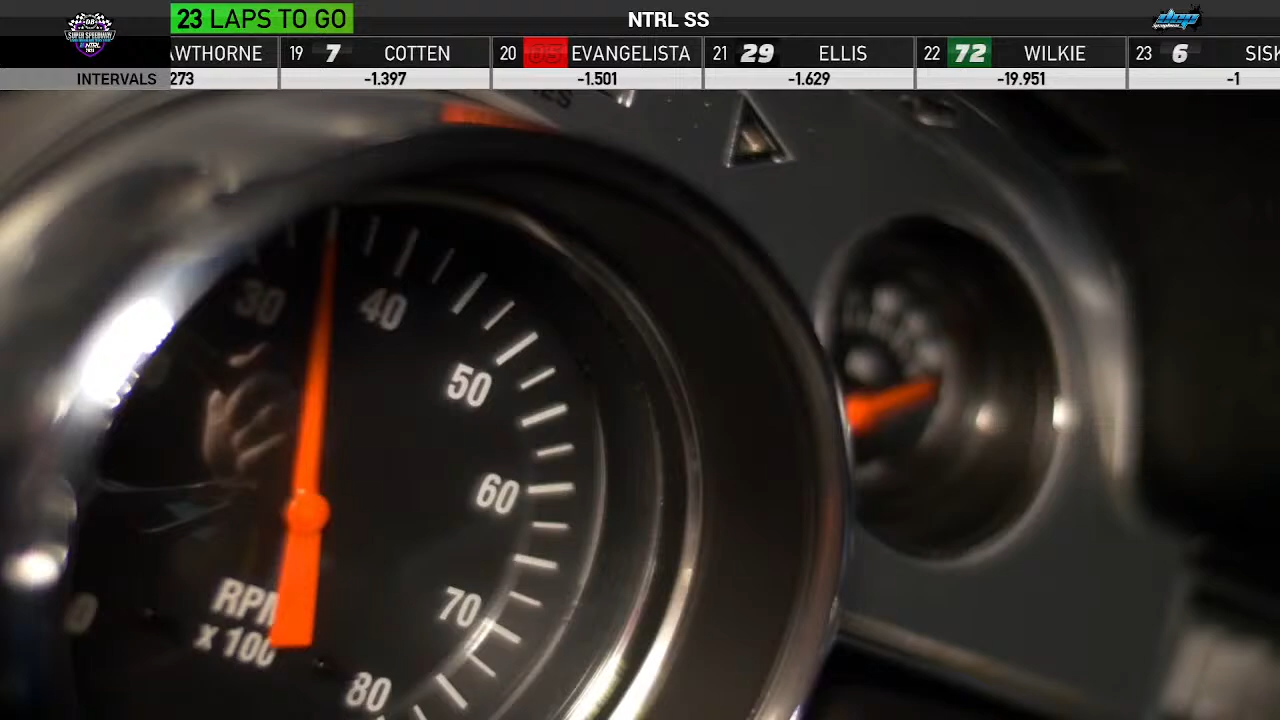 23 LAPS TO GO
NTRL SS
AWTHORNE 19 7 COTTEN 20 05 EVANGELISTA 21 29 ELLIS 22 72 WILKIE 23 6 SISK
INTERVALS 273 -1.397 -1.501 -1.629 -19.951 -1
30 40
50
60
70
80
0
RPM
x 100